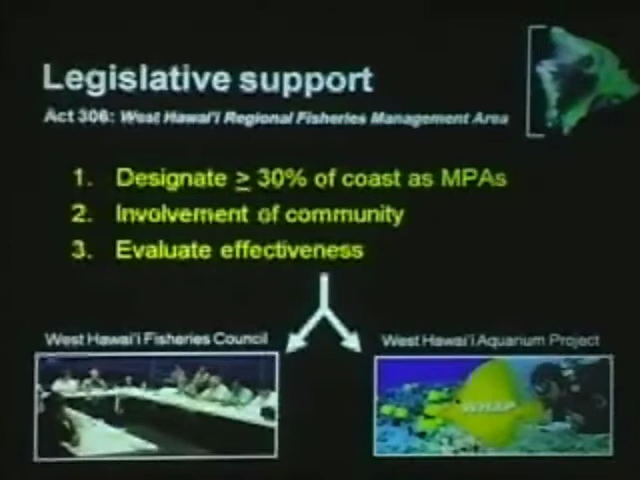 Legislative support
Act 306: West Hawai'i Regional Fisheries Management Area
1. Designate ≥ 30% of coast as MPAs
2. Involvement of community
3. Evaluate effectiveness
West Hawai'i Fisheries Council
West Hawai'i Aquarium Project
WHAP